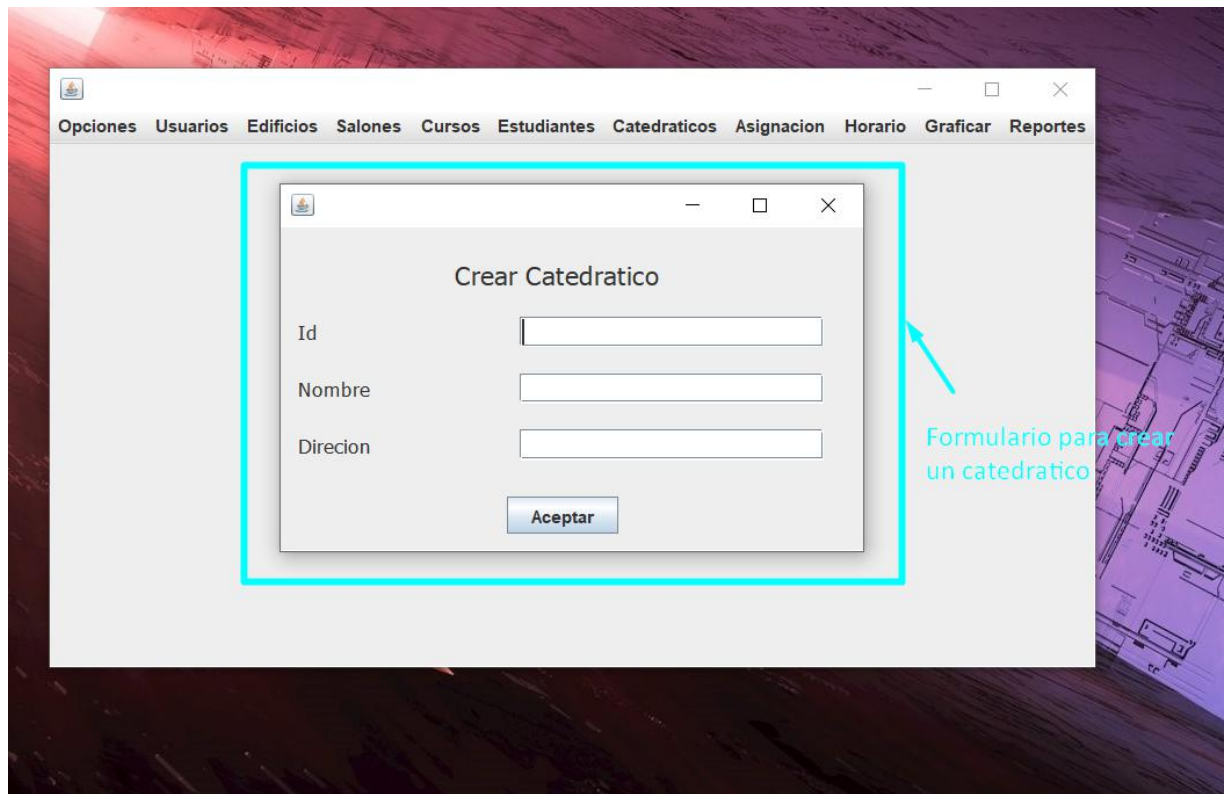 Opciones Usuarios Edificios Salones Cursos Estudiantes Catedraticos Asignacion Horario Graficar Reportes
Crear Catedratico
Id
Nombre
Direcion
Aceptar
Formulario para crear
un catedratico